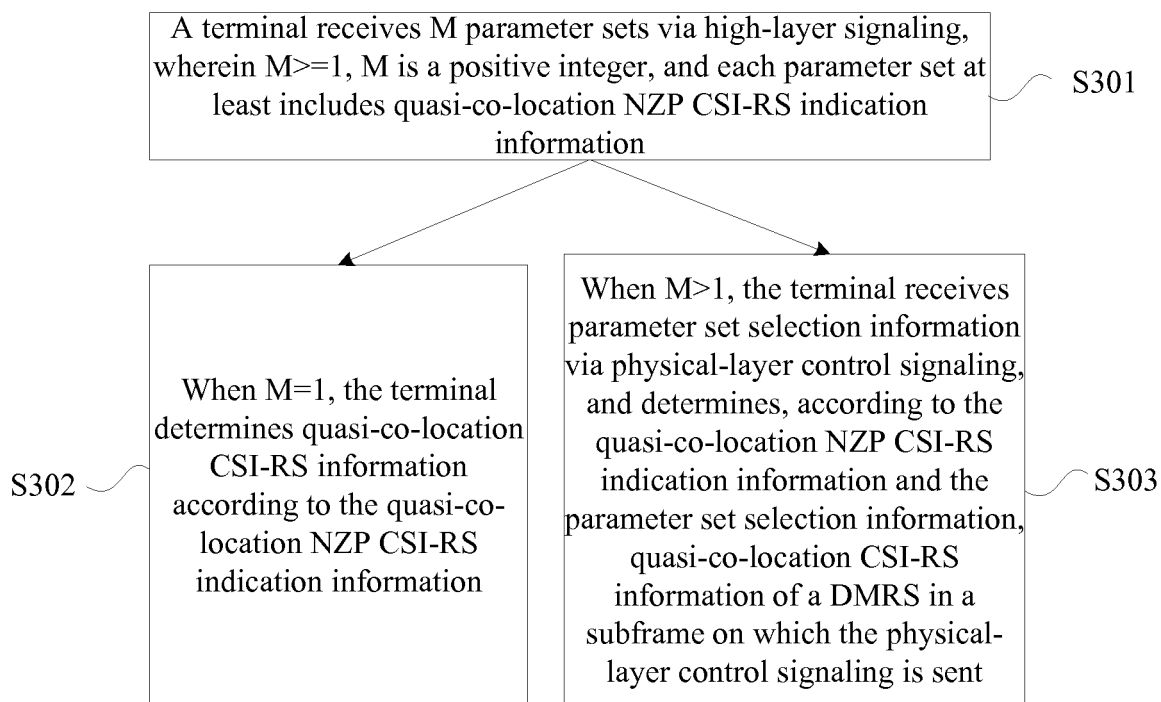 A terminal receives M parameter sets via high-layer signaling,
wherein M>=1, M is a positive integer, and each parameter set at
least includes quasi-co-location NZP CSI-RS indication
information
S301
When M=1, the terminal
determines quasi-co-location
CSI-RS information
according to the quasi-co-
location NZP CSI-RS
indication information
S302
When M>1, the terminal receives
parameter set selection information
via physical-layer control signaling,
and determines, according to the
quasi-co-location NZP CSI-RS
indication information and the
parameter set selection information,
quasi-co-location CSI-RS
information of a DMRS in a
subframe on which the physical-
layer control signaling is sent
S303